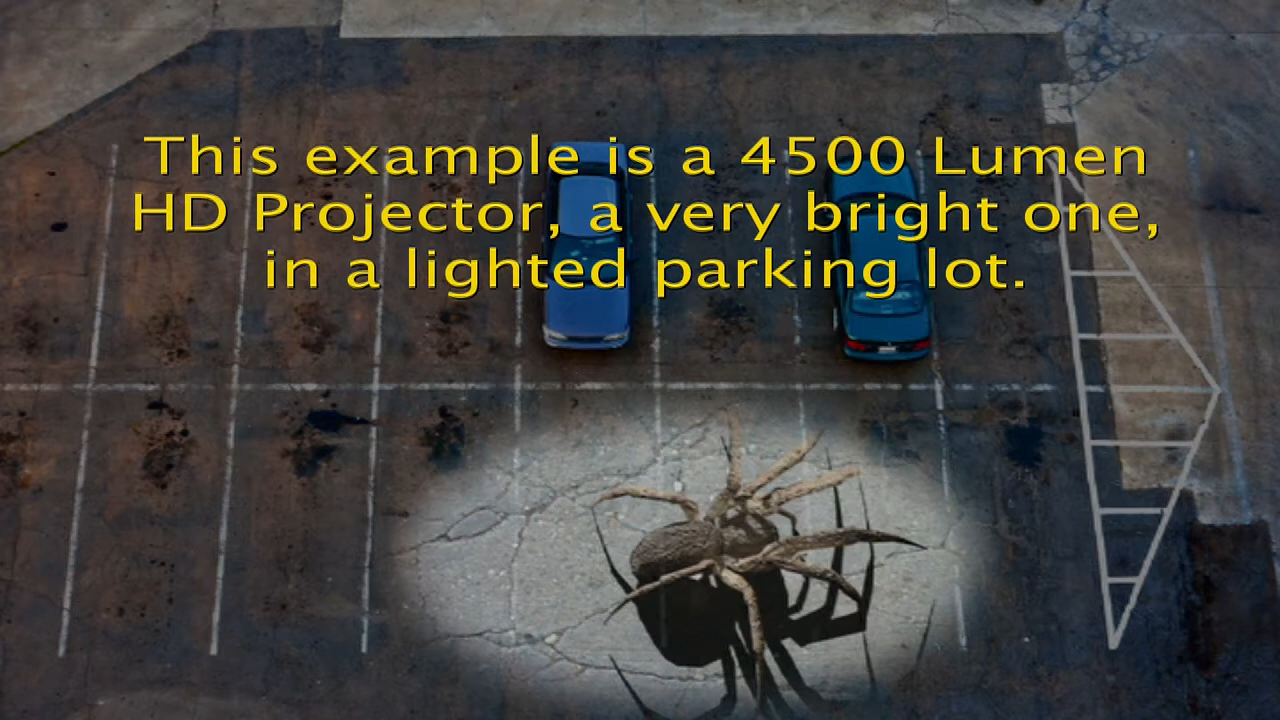 This example is a 4500 Lumen
HD Projector, a very bright one,
in a lighted parking lot.